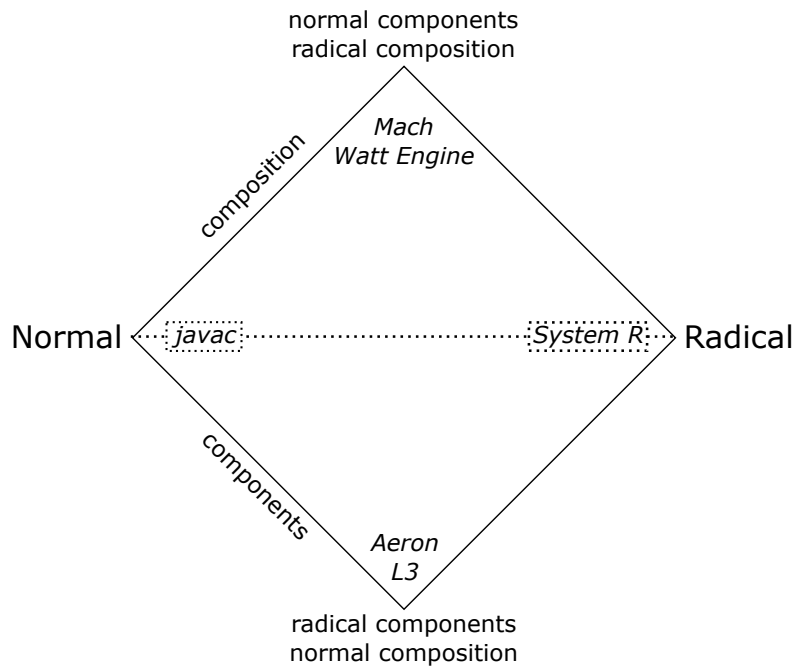 normal components
radical composition
Mach
Watt Engine
composition
Normal
javac
System R
Radical
components
Aeron
L3
radical components
normal composition